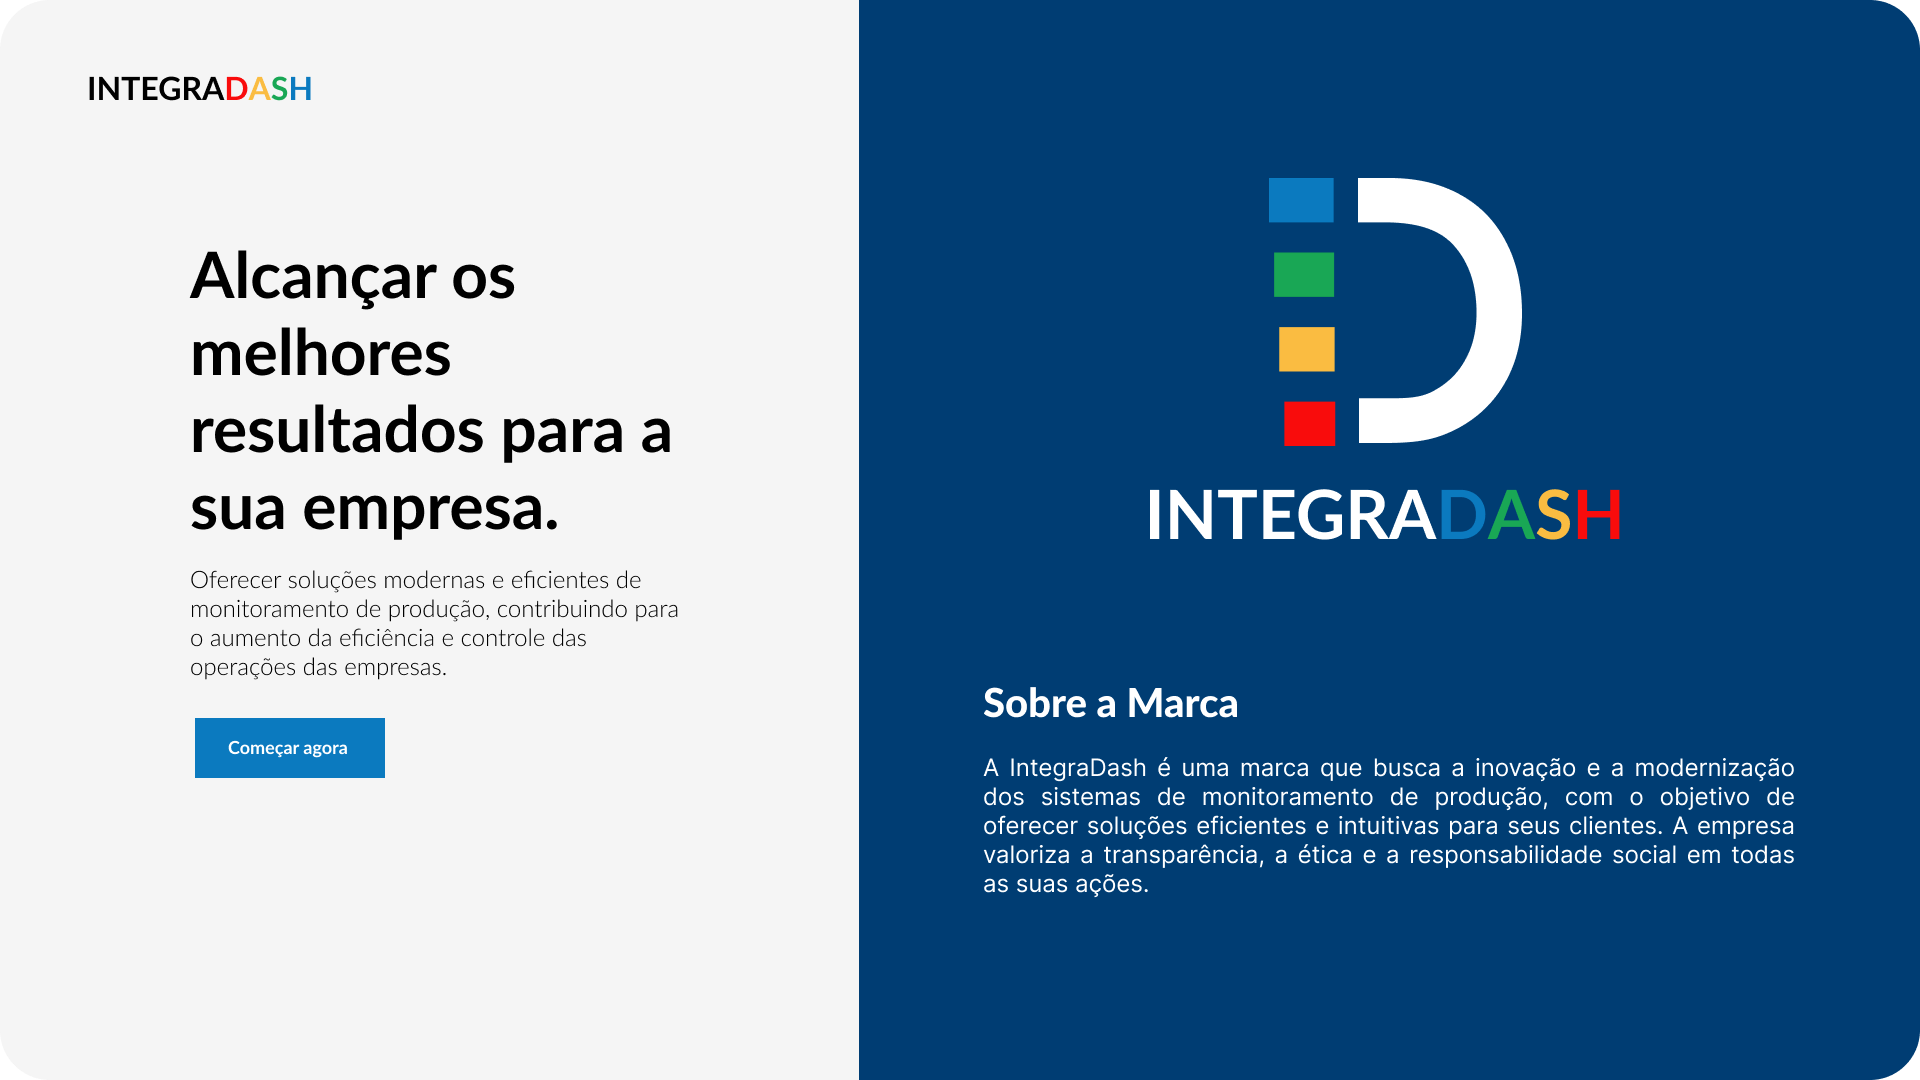 INTEGRADASH
Alcançar os
melhores
resultados para a
sua empresa.
Oferecer soluções modernas e eficientes de
monitoramento de produção, contribuindo para
o aumento da eficiência e controle das
operações das empresas.
Começar agora
D
INTEGRADASH
Sobre a Marca
A IntegraDash é uma marca que busca a inovação e a modernização
dos sistemas de monitoramento de produção, com o objetivo de
oferecer soluções eficientes e intuitivas para seus clientes. A empresa
valoriza a transparência, a ética e a responsabilidade social em todas
as suas ações.